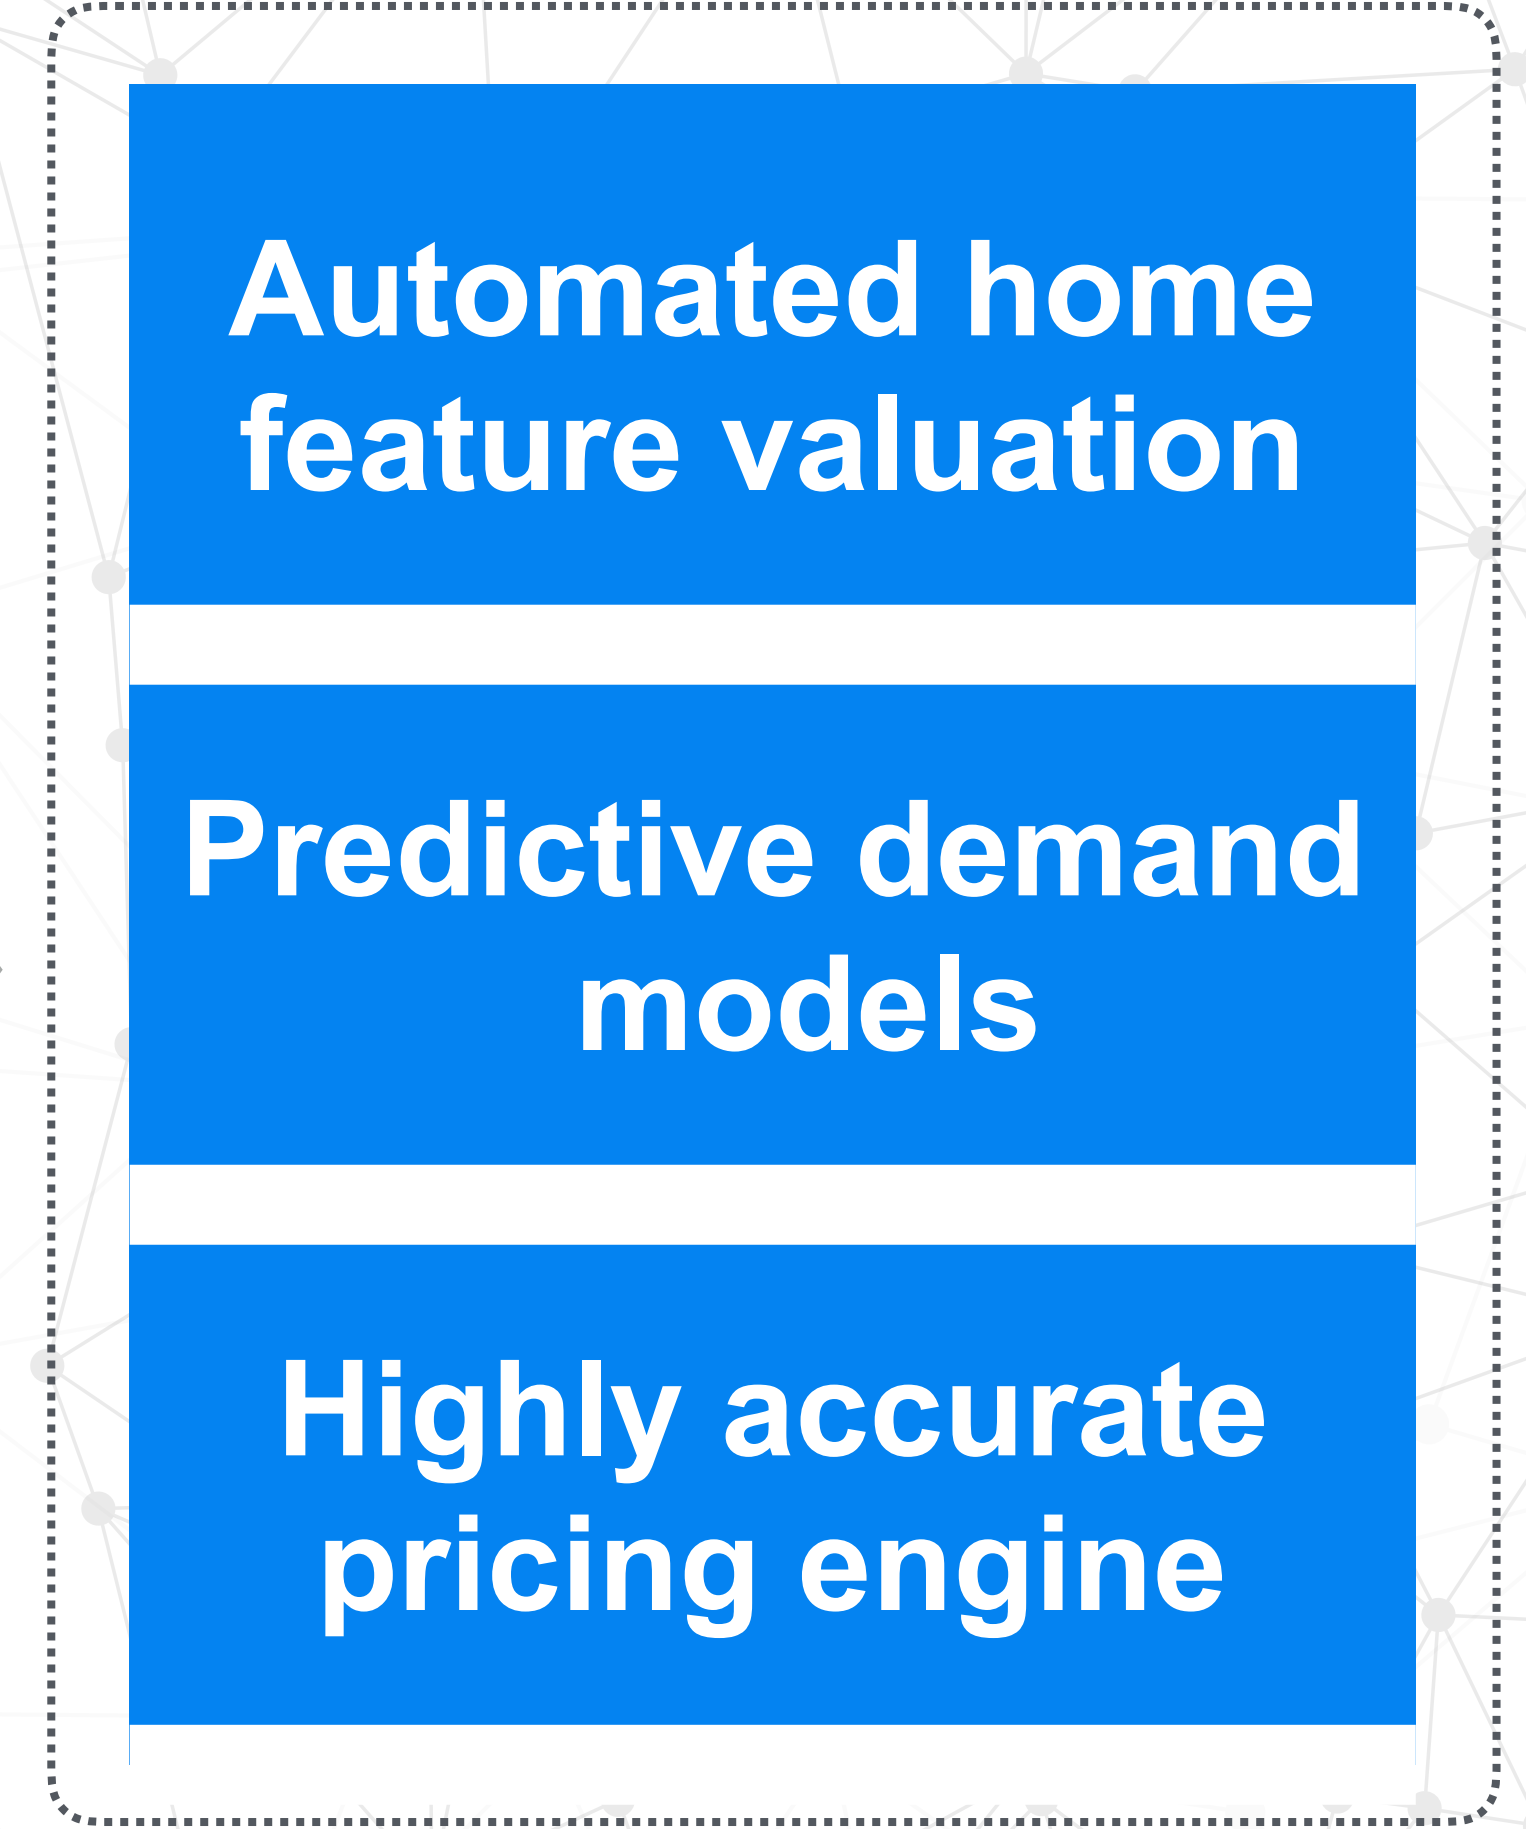 Automated home
feature valuation
Predictive demand
models
Highly accurate
pricing engine